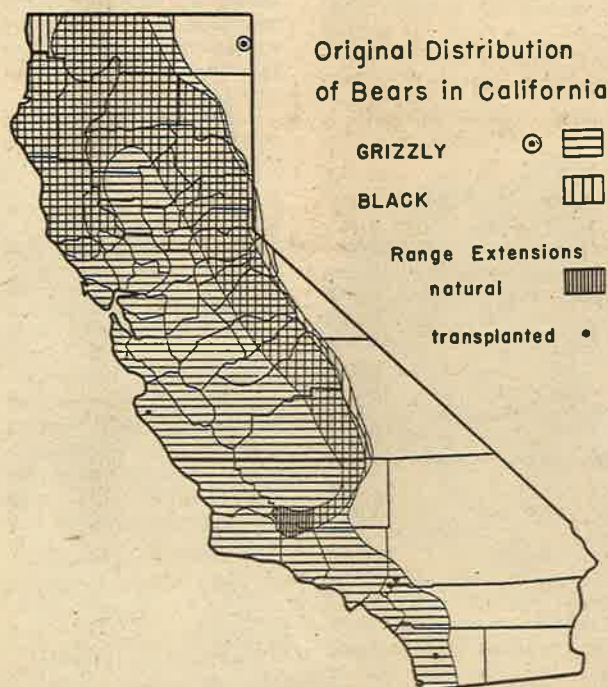 Original Distribution
of Bears in California
GRIZZLY
BLACK
Range Extensions
natural
transplanted